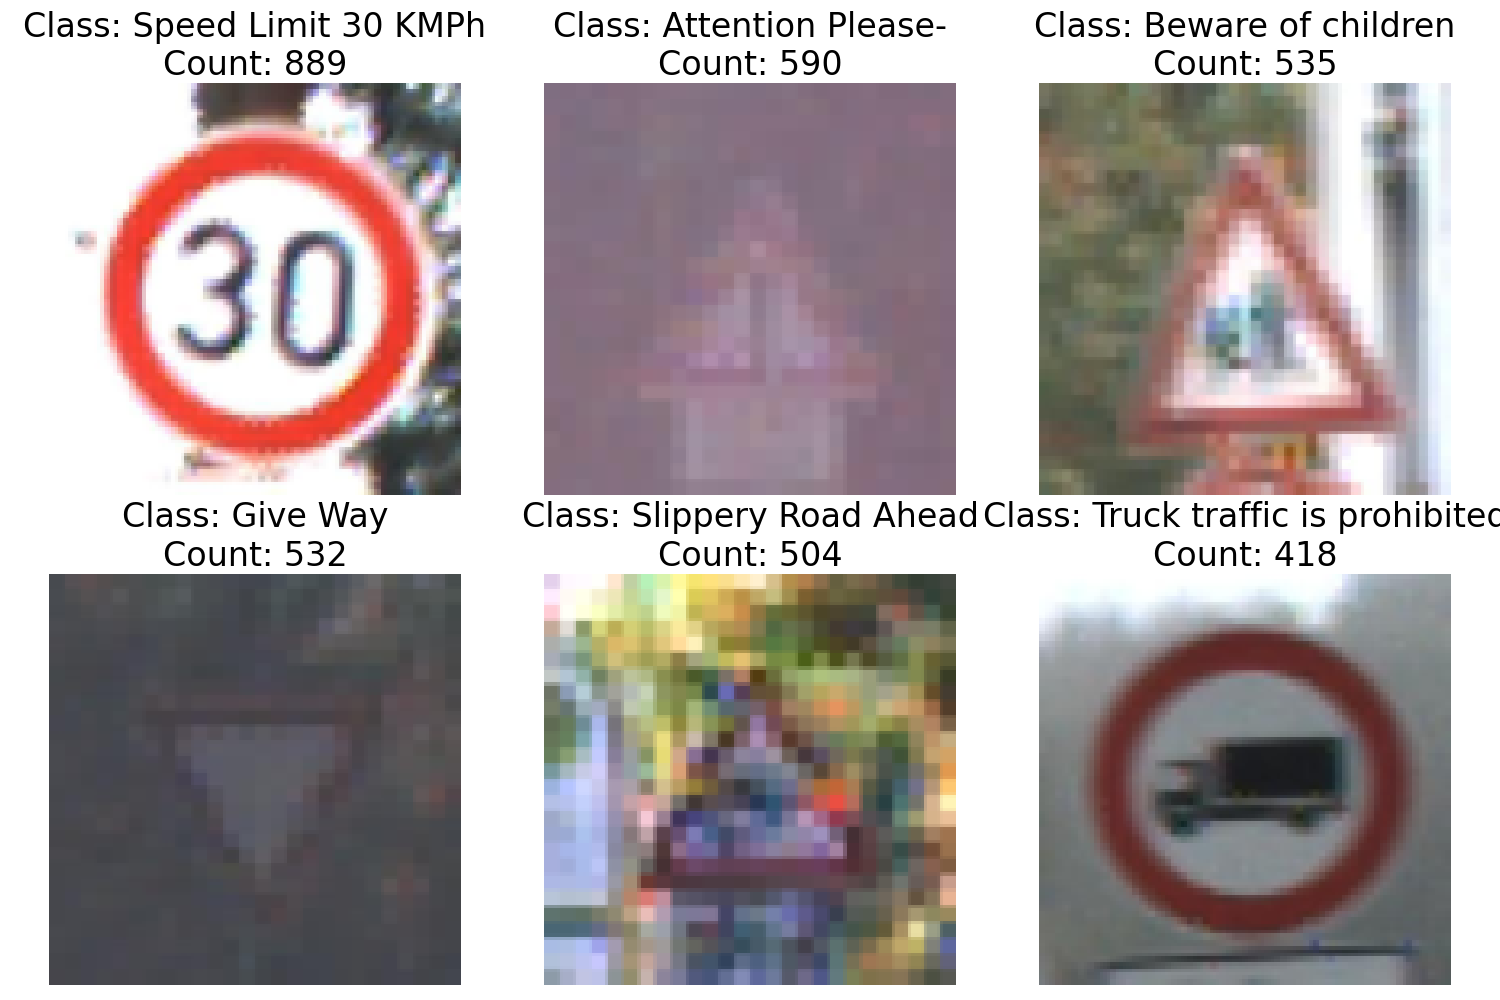 Class: Speed Limit 30 KMPh
Count: 889
Class: Attention Please-
Count: 590
Class: Beware of children
Count: 535
30
Class: Give Way
Count: 532
Class: Slippery Road Ahead
Count: 504
Class: Truck traffic is prohibited
Count: 418